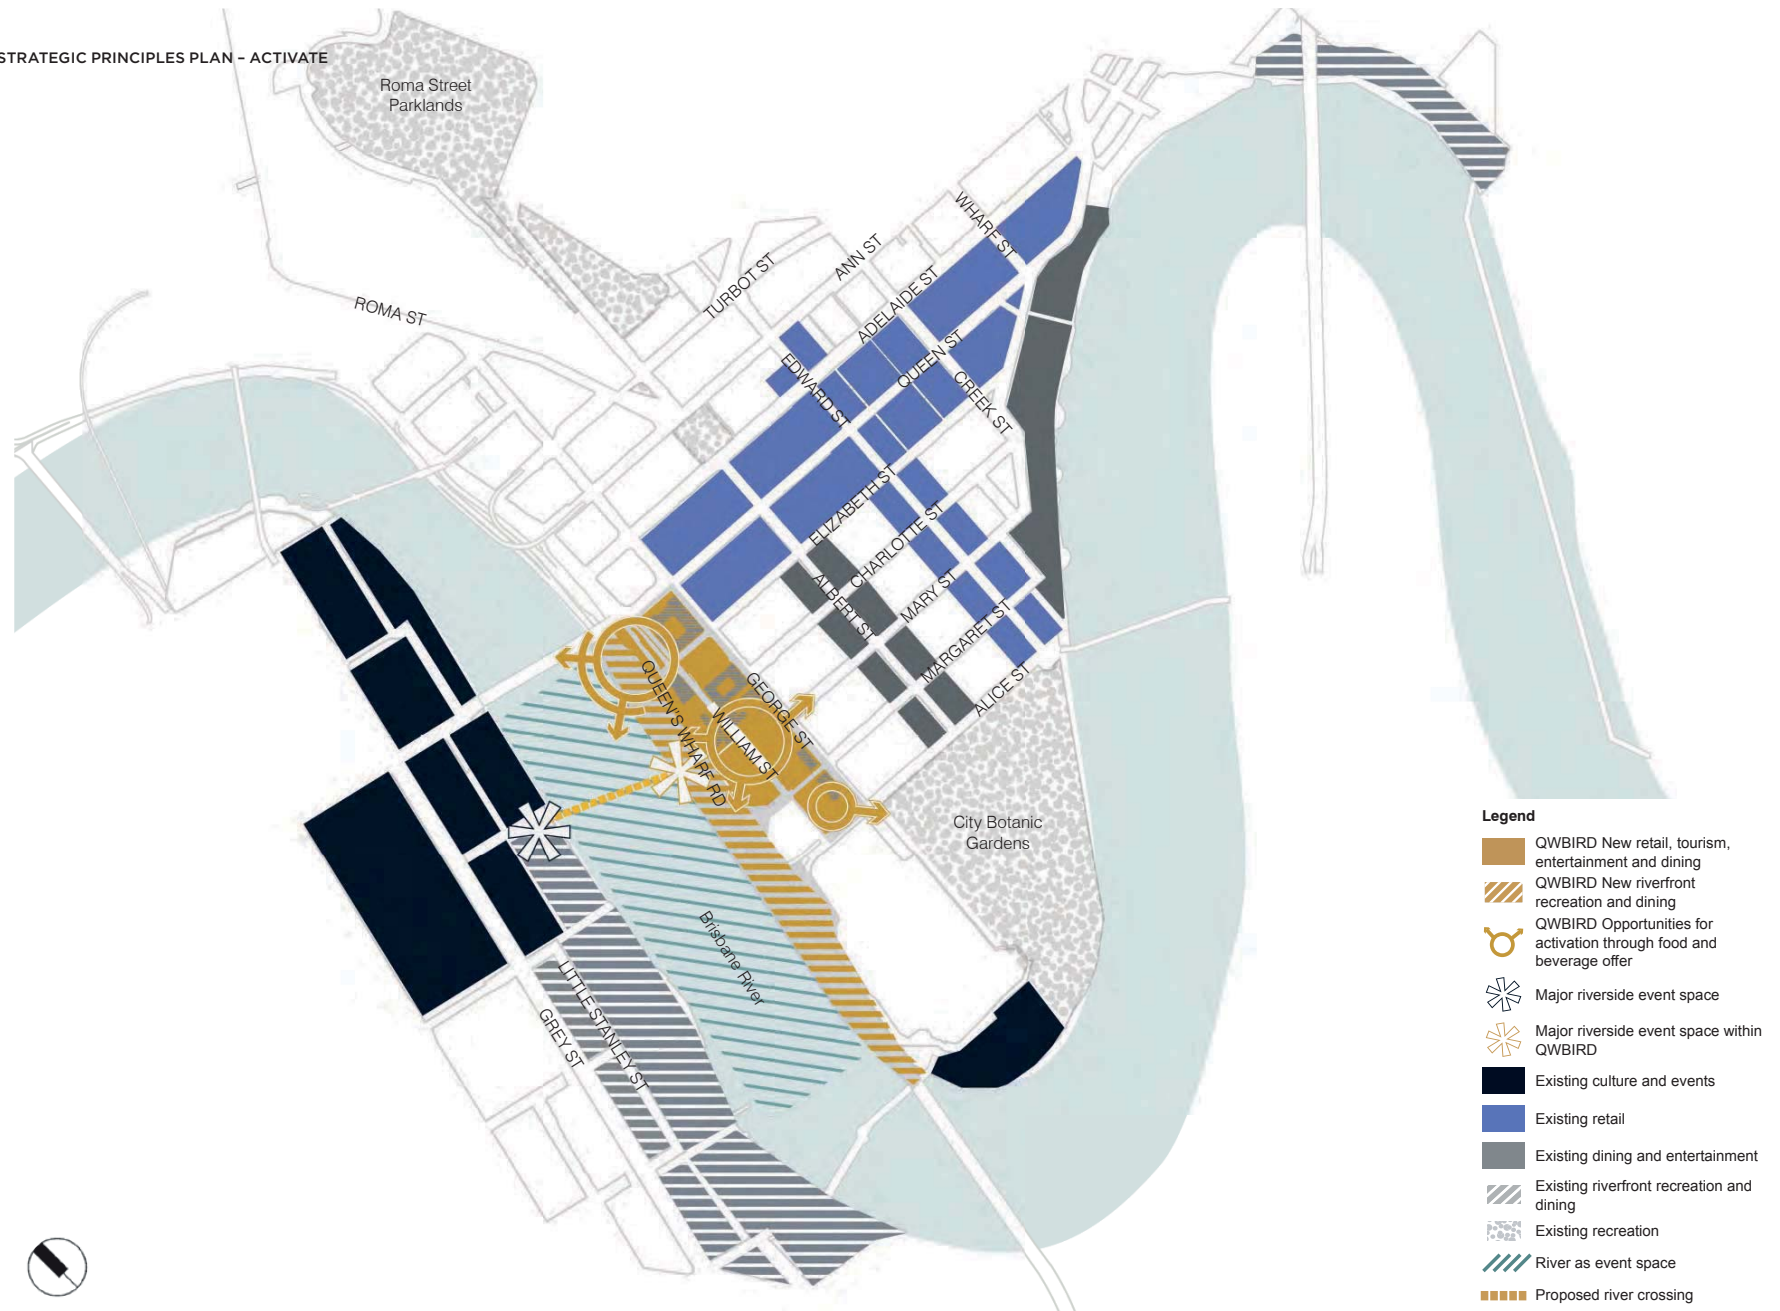 STRATEGIC PRINCIPLES PLAN – ACTIVATE
Roma Street
Parklands
WHARF ST
ANN ST
TURBOT ST
ADELAIDE ST
ROMA ST
QUEEN ST
EDWARD ST
CREEK ST
ELIZABETH ST
CHARLOTTE ST
ALBERT ST
MARY ST
MARGARET ST
ALICE ST
GEORGE ST
QUEEN'S WHARF RD
WILLIAM ST
City Botanic
Gardens
Brisbane River
LITTLE STANLEY ST
GREY ST
Legend
QWBIRD New retail, tourism,
entertainment and dining
QWBIRD New riverfront
recreation and dining
QWBIRD Opportunities for
activation through food and
beverage offer
Major riverside event space
Major riverside event space within
QWBIRD
Existing culture and events
Existing retail
Existing dining and entertainment
Existing riverfront recreation and
dining
Existing recreation
River as event space
Proposed river crossing